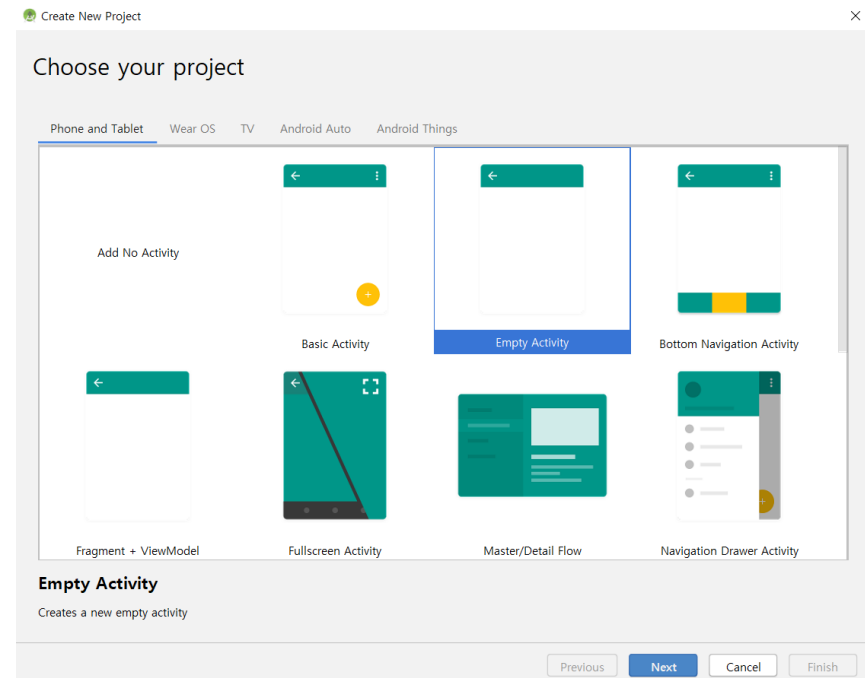 Create New Project
Choose your project
Phone and Tablet Wear OS TV Android Auto Android Things
Add No Activity
Basic Activity
Empty Activity
Bottom Navigation Activity
Fragment + ViewModel
Fullscreen Activity
Master/Detail Flow
Navigation Drawer Activity
Empty Activity
Creates a new empty activity
Previous Next Cancel Finish